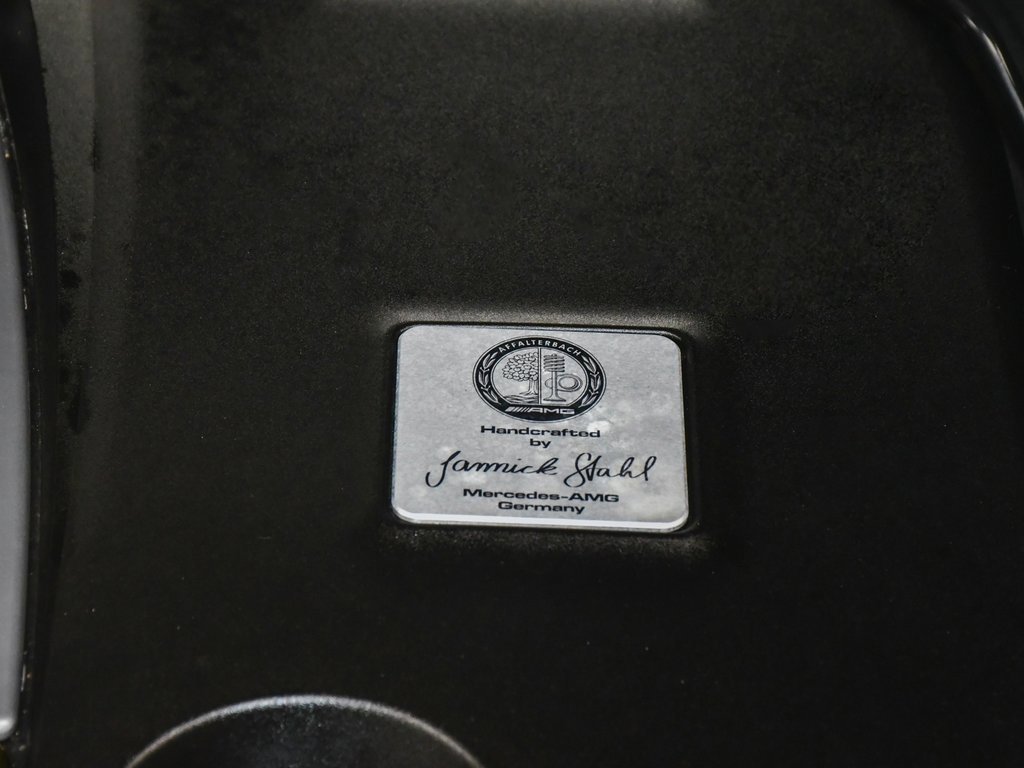 AFFALTERBACH
AMG
Handcrafted
by
Jannick Stahl
Mercedes-AMG
Germany